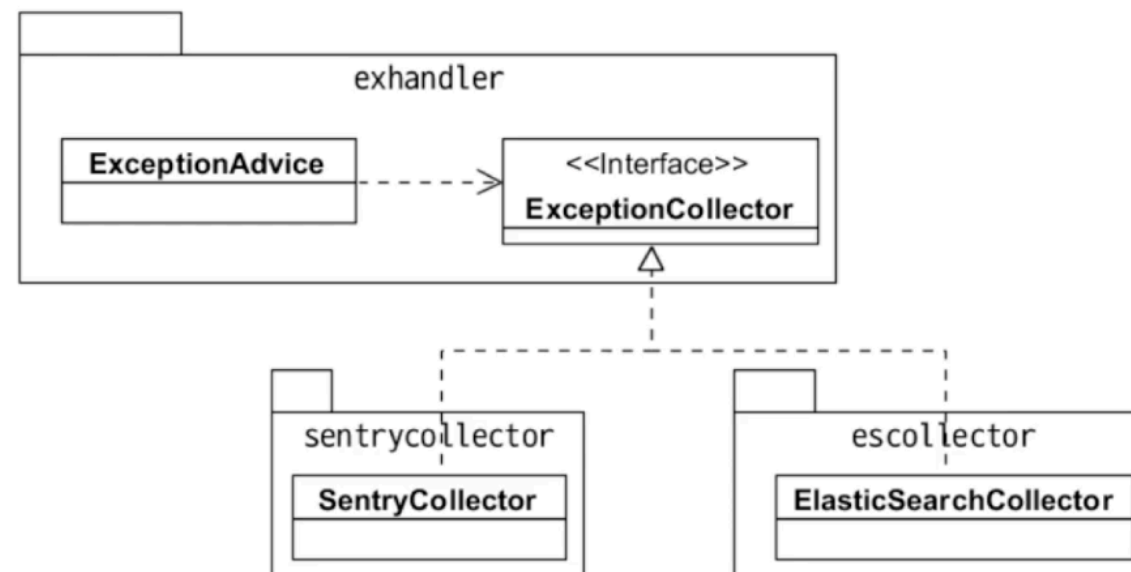 exhandler
ExceptionAdvice
<<Interface>>
ExceptionCollector
sentrycollector
SentryCollector
escollector
ElasticSearchCollector